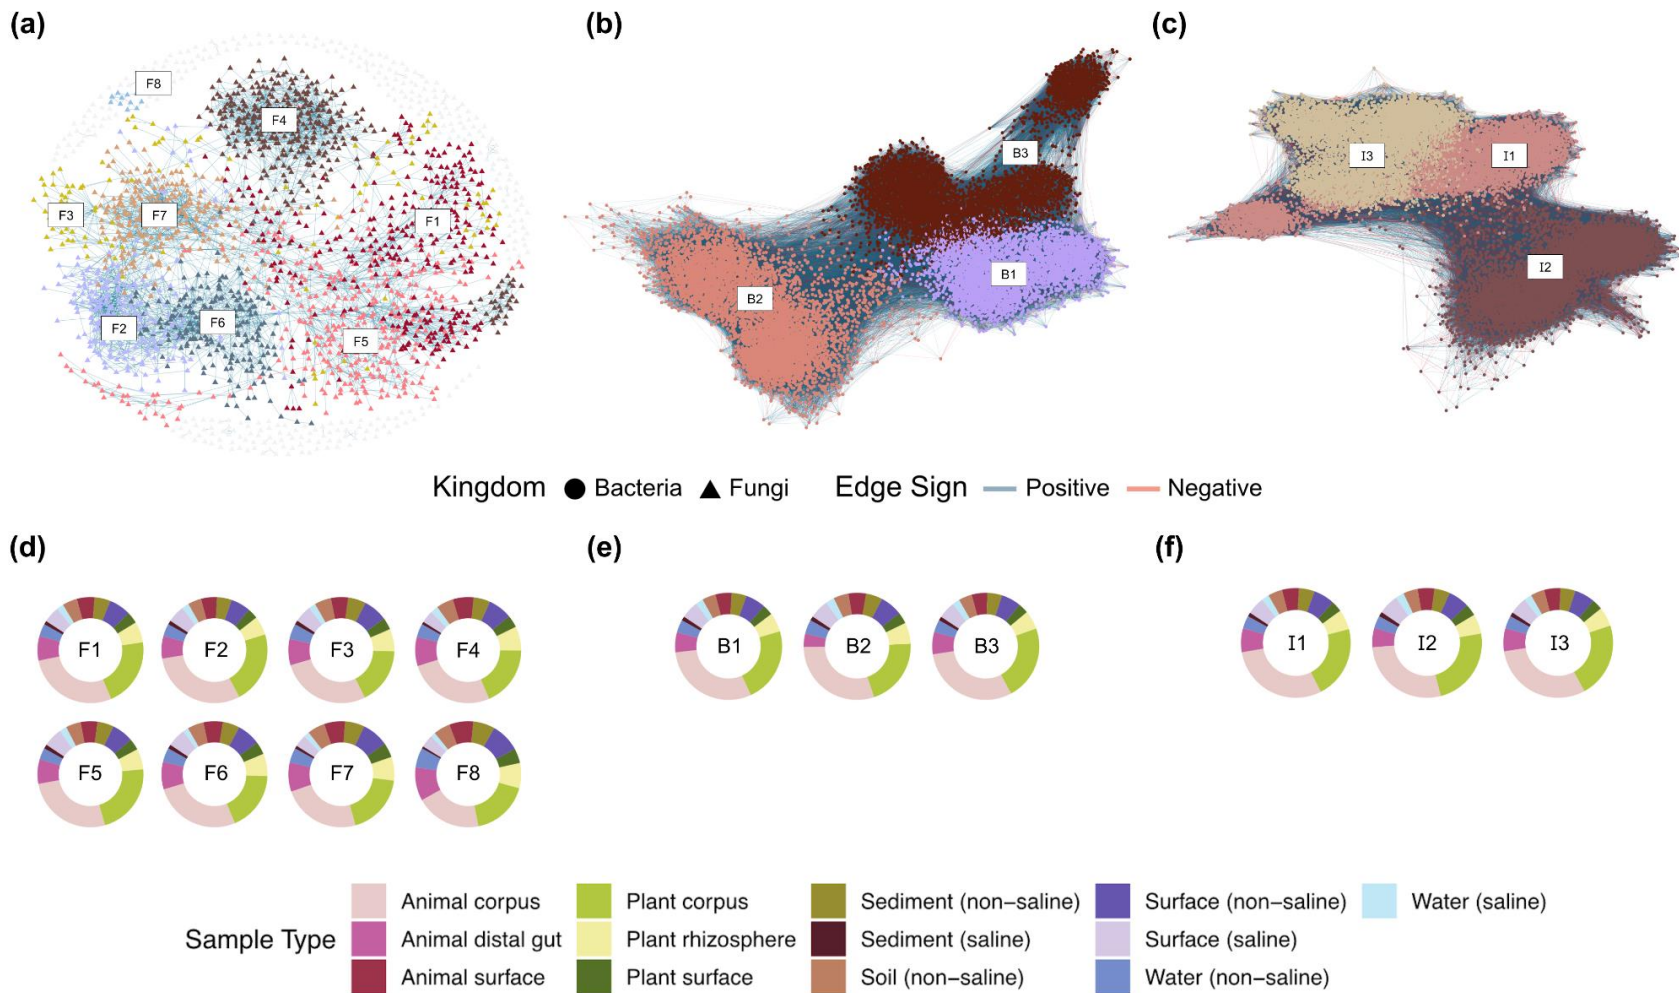 (a)
(b)
(c)
F8
F4
F3
F7
F1
F2
F6
F5
B3
B1
B2
I3
I1
I2
Kingdom Bacteria Fungi Edge Sign Positive Negative
(d)
(e)
(f)
F1 F2 F3 F4
B1 B2 B3
I1 I2 I3
F5 F6 F7 F8
Sample Type
Animal corpus Plant corpus Sediment (non−saline) Surface (non−saline) Water (saline)
Animal distal gut Plant rhizosphere Sediment (saline) Surface (saline)
Animal surface Plant surface Soil (non−saline) Water (non−saline)